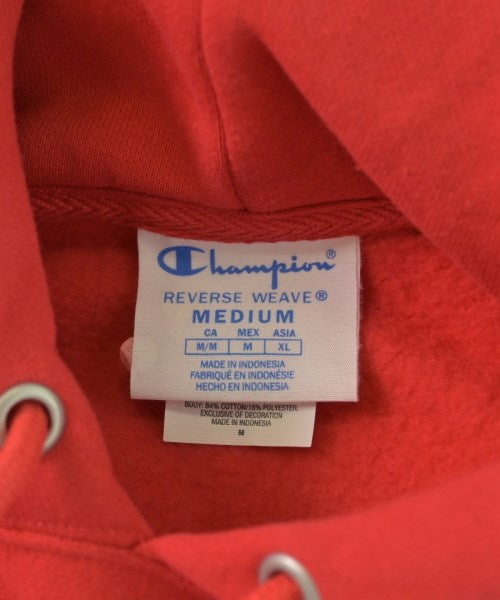 Champion®
REVERSE WEAVE®
MEDIUM
CA MEX ASIA
M/M M XL
MADE IN INDONESIA
FABRIQUÉ EN INDONÉSIE
HECHO EN INDONESIA
BODY: 84% COTTON/16% POLYESTER.
EXCLUSIVE OF DECORATION
MADE IN INDONESIA
M